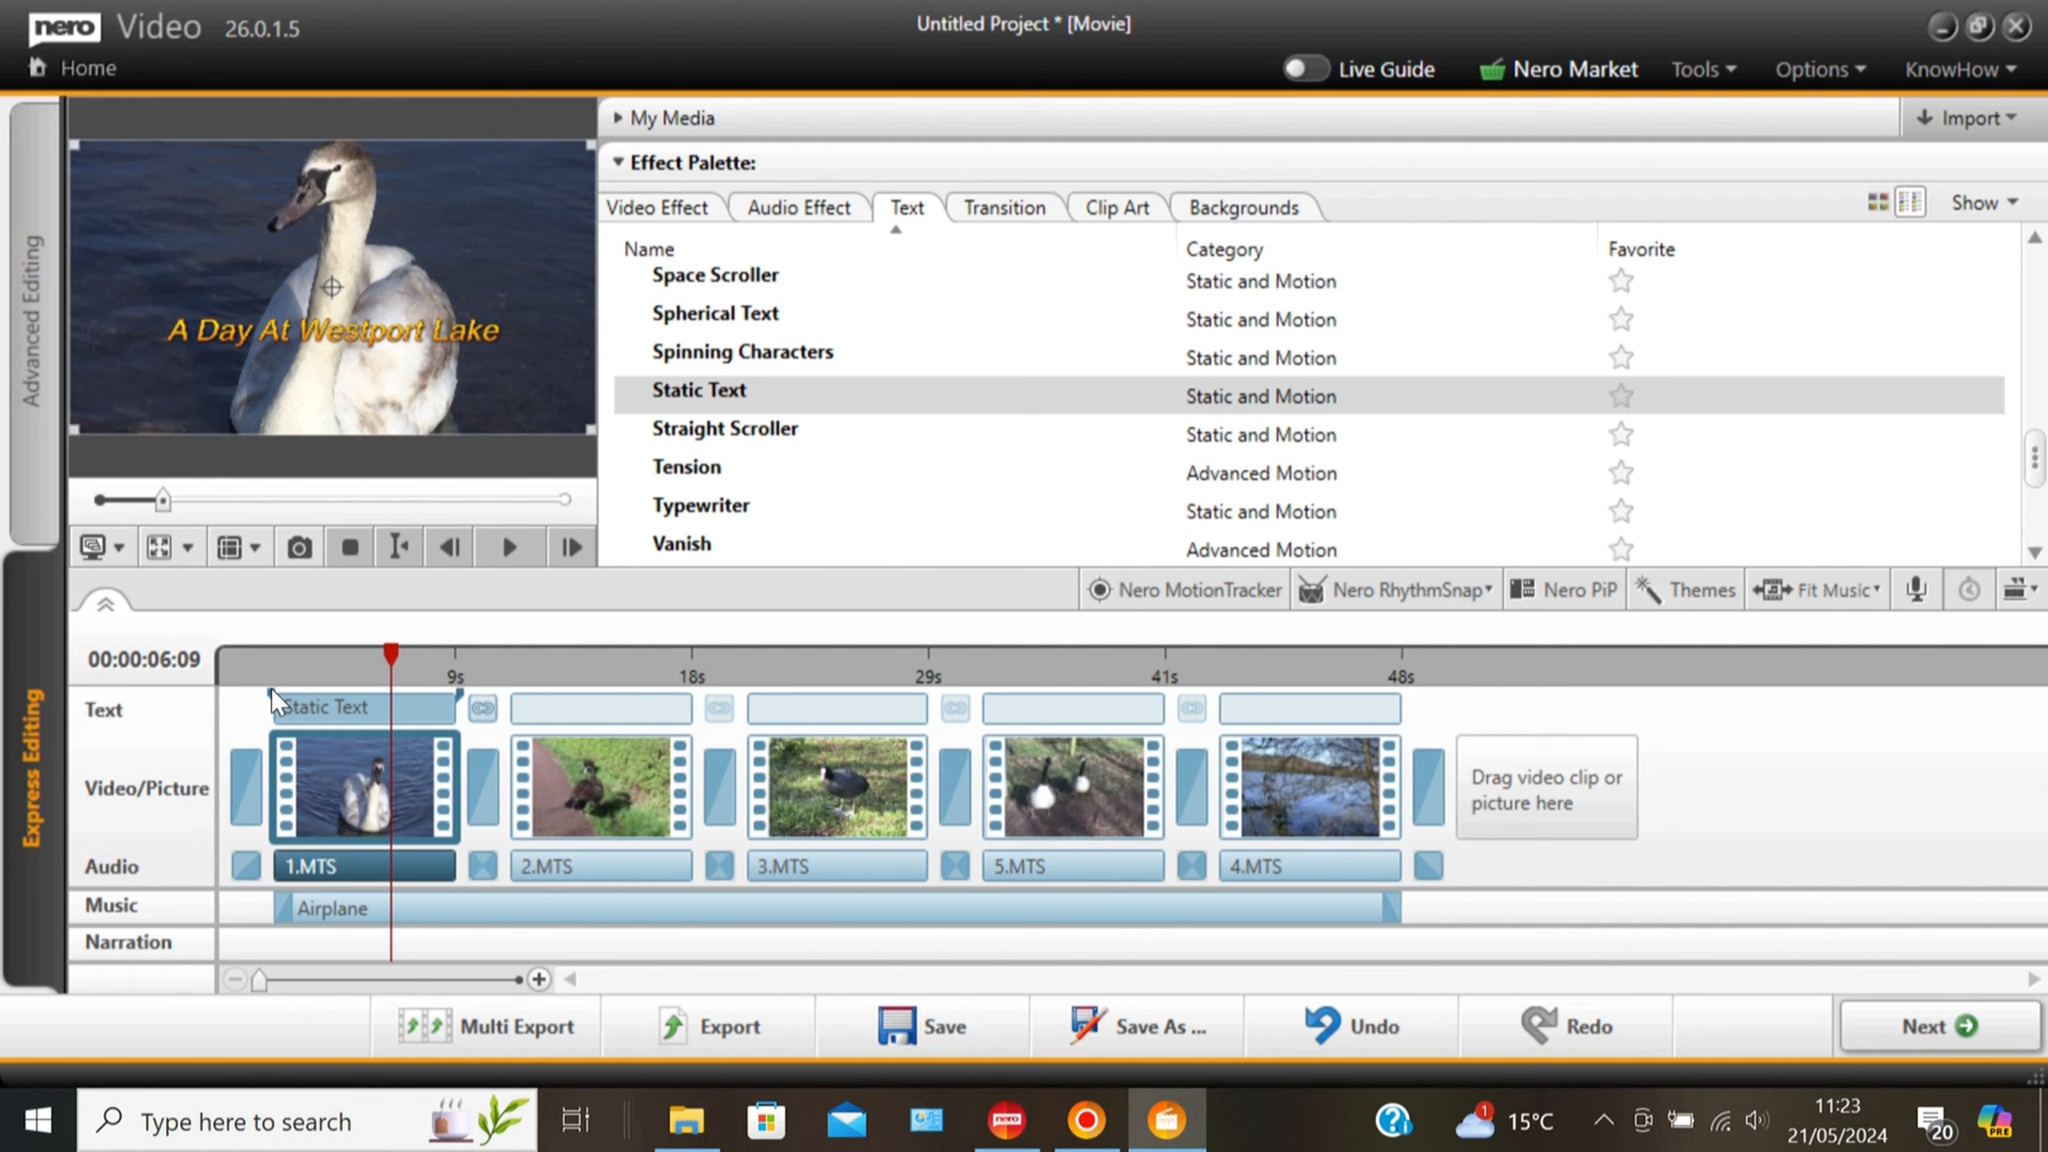 nero Video 26.0.1.5
Untitled Project * [Movie]
Home
Live Guide
Nero Market
Tools
Options
KnowHow
Advanced Editing
Express Editing
A Day At Westport Lake
My Media
Import
Effect Palette:
Video Effect
Audio Effect
Text
Transition
Clip Art
Backgrounds
Show
Name Category Favorite
Space Scroller Static and Motion
Spherical Text Static and Motion
Spinning Characters Static and Motion
Static Text Static and Motion
Straight Scroller Static and Motion
Tension Advanced Motion
Typewriter Static and Motion
Vanish Advanced Motion
Nero MotionTracker
Nero RhythmSnap
Nero PiP
Themes
Fit Music
00:00:06:09
9s 18s 29s 41s 48s
Text
Static Text
Video/Picture
Drag video clip or
picture here
Audio
1.MTS 2.MTS 3.MTS 5.MTS 4.MTS
Music
Airplane
Narration
Multi Export
Export
Save
Save As ...
Undo
Redo
Next
Type here to search
nero
1
15°C
11:23
21/05/2024
20
PRE